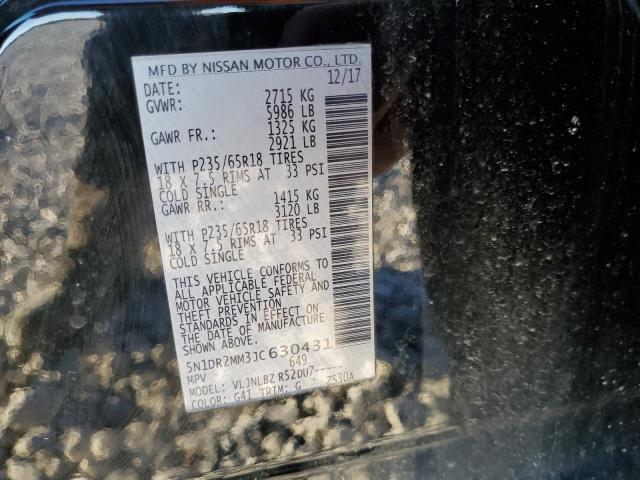 MFD BY NISSAN MOTOR CO., LTD.
DATE: 12/17
GVWR: 2715 KG
5986 LB
GAWR FR.: 1325 KG
2921 LB
WITH P235/65R18 TIRES
18 X 7.5 RIMS AT 33 PSI
COLD SINGLE
GAWR RR.: 1415 KG
3120 LB
WITH P235/65R18 TIRES
18 X 7.5 RIMS AT 33 PSI
COLD SINGLE
THIS VEHICLE CONFORMS TO
ALL APPLICABLE FEDERAL
MOTOR VEHICLE SAFETY AND
THEFT PREVENTION
STANDARDS IN EFFECT ON
THE DATE OF MANUFACTURE
SHOWN ABOVE.
5N1DR2MM3JC630431
MPV 649
MODEL: VLJNLBZ R52DU7-----
COLOR: G41 TRIM: G 7S30A